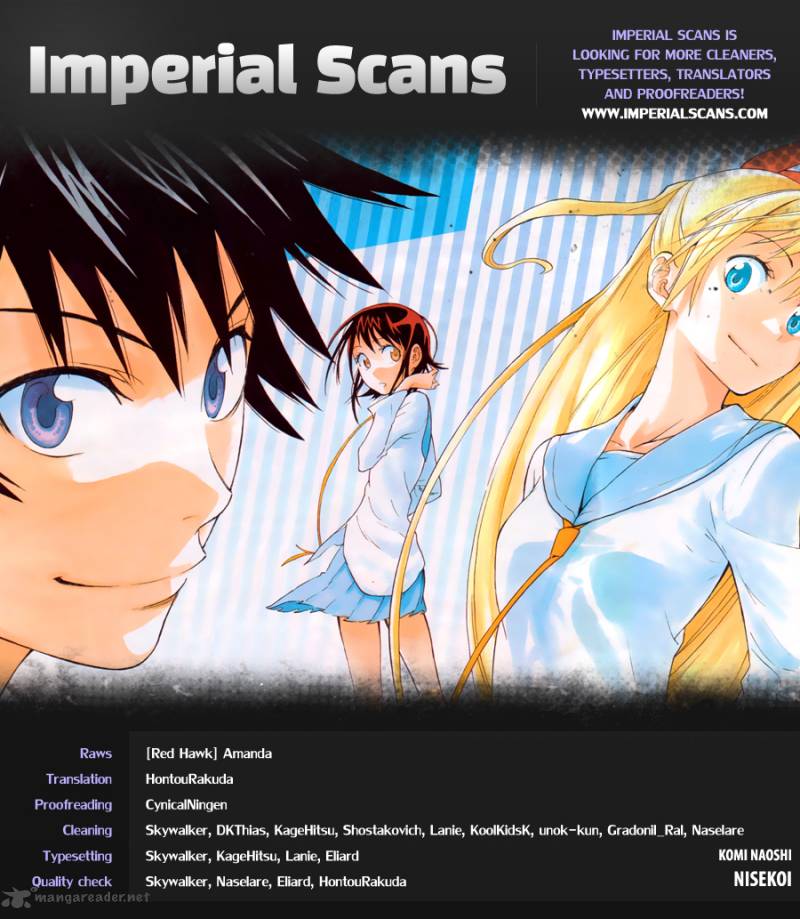 Imperial Scans
IMPERIAL SCANS IS
LOOKING FOR MORE CLEANERS,
TYPESETTERS, TRANSLATORS
AND PROOFREADERS!
WWW.IMPERIALSCANS.COM
Raws [Red Hawk] Amanda
Translation HontouRakuda
Proofreading CynicalNingen
Cleaning Skywalker, DKThias, KageHitsu, Shostakovich, Lanie, KoolKidsK, unok-kun, Gradonil_Ral, Naselare
Typesetting Skywalker, KageHitsu, Lanie, Eliard
Quality check Skywalker, Naselare, Eliard, HontouRakuda
KOMI NAOSHI
NISEKOI
mangareader.net